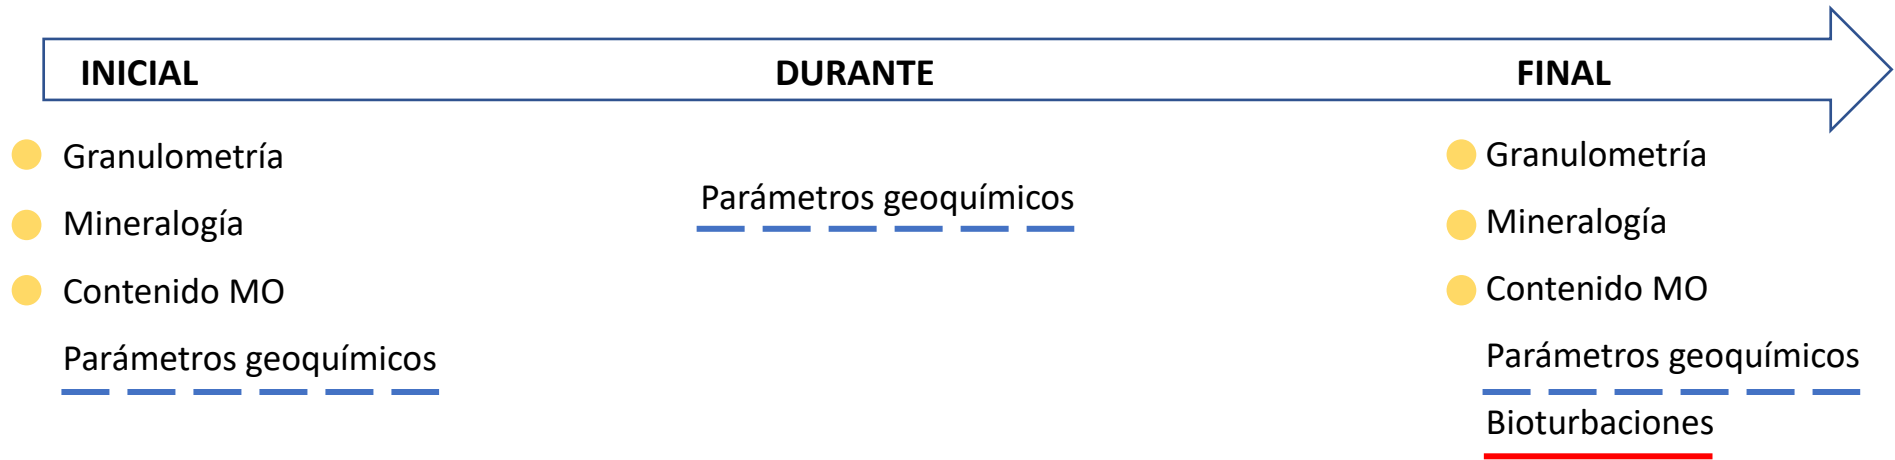 INICIAL
DURANTE
FINAL
Granulometría
Mineralogía
Contenido MO
Parámetros geoquímicos
Parámetros geoquímicos
Granulometría
Mineralogía
Contenido MO
Parámetros geoquímicos
Bioturbaciones